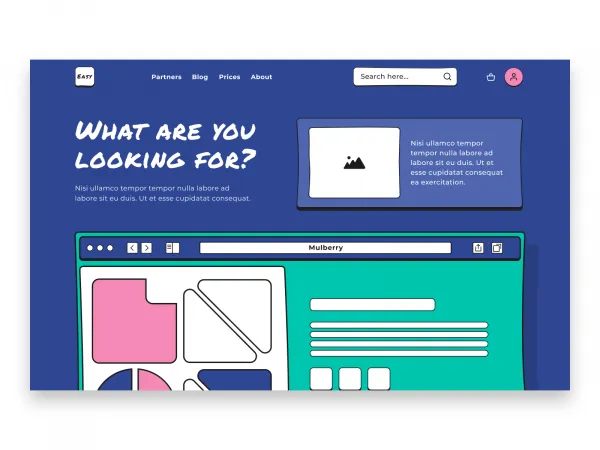 EASY
Partners Blog Prices About
Search here...
WHAT ARE YOU
LOOKING FOR?
Nisi ullamco tempor tempor nulla labore ad
labore sit eu duis. Ut et esse cupidatat consequat.
Nisi ullamco tempor
tempor nulla labore ad
labore sit eu duis. Ut et
esse cupidatat consequat
ea exercitation.
Mulberry